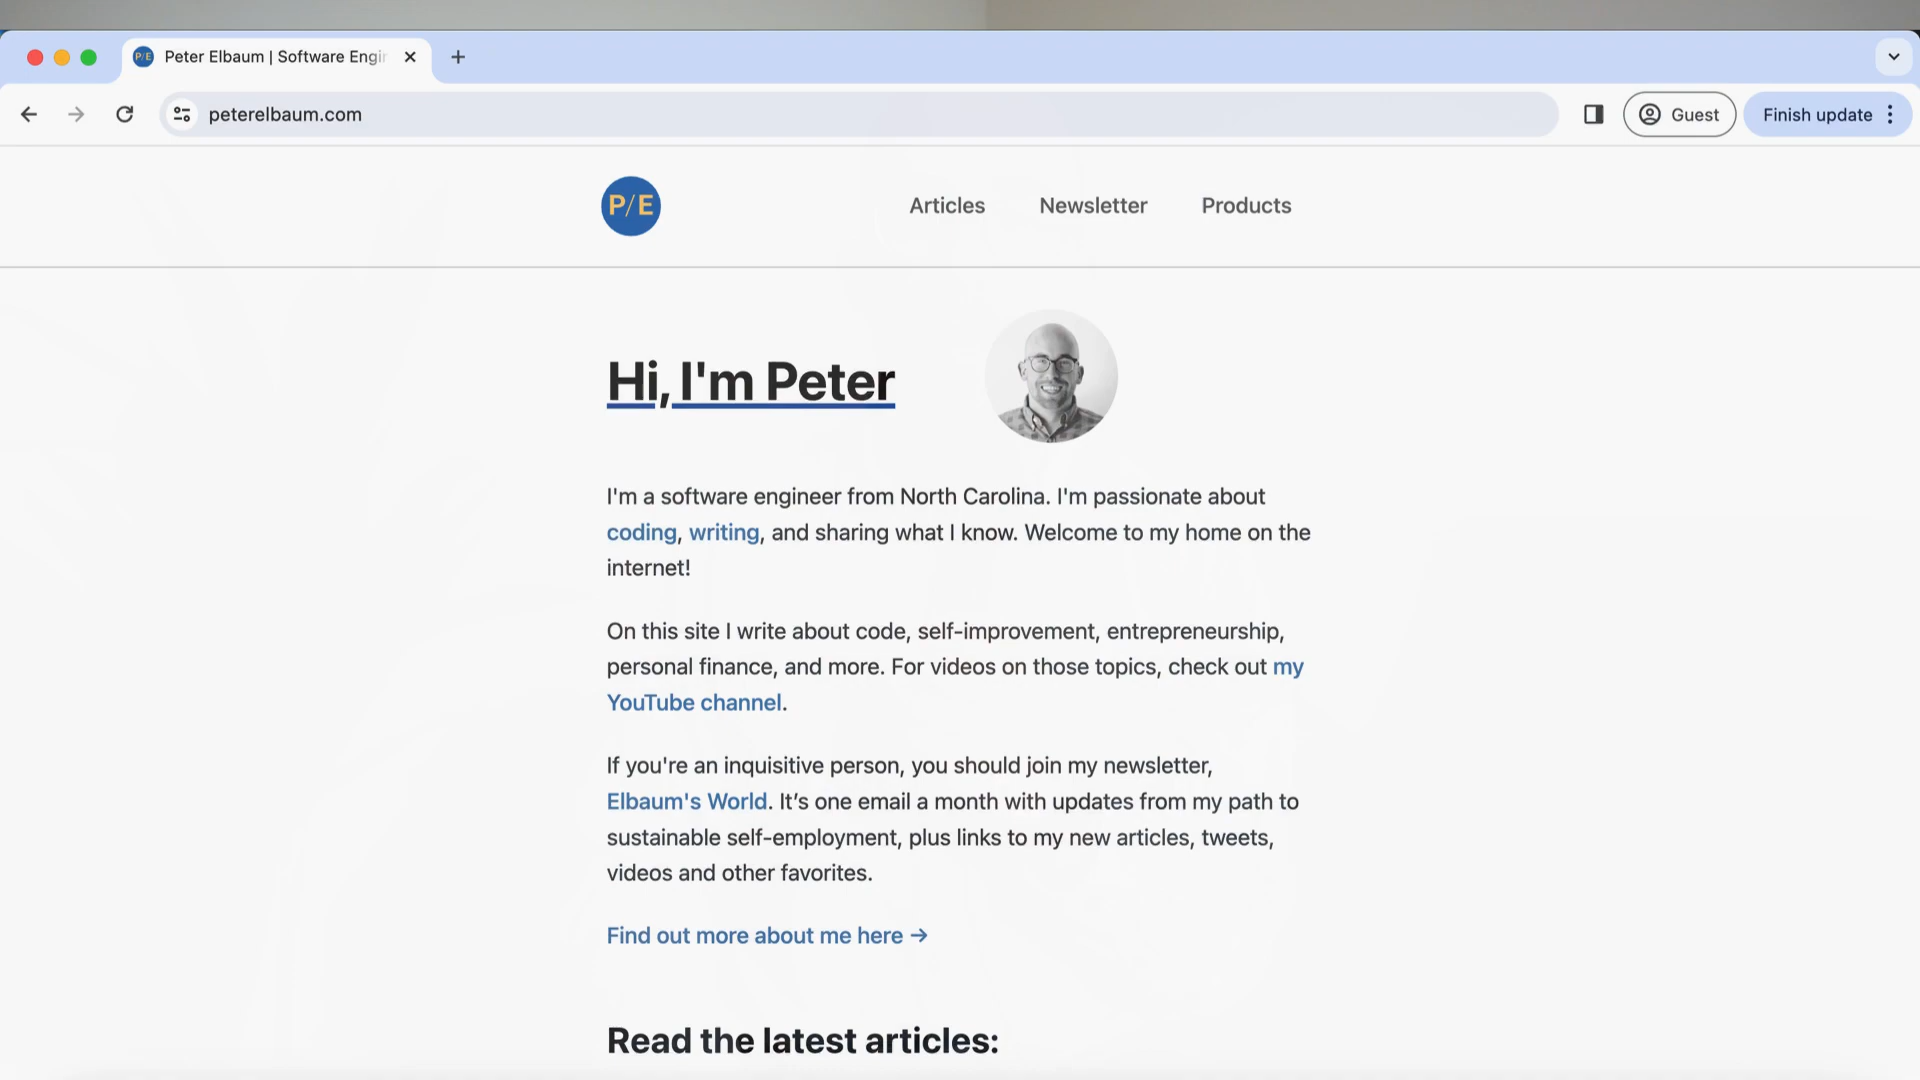 Peter Elbaum | Software Engin
peterelbaum.com
Guest
Finish update
P/E
Articles
Newsletter
Products
Hi, I'm Peter
I'm a software engineer from North Carolina. I'm passionate about
coding, writing, and sharing what I know. Welcome to my home on the
internet!
On this site I write about code, self-improvement, entrepreneurship,
personal finance, and more. For videos on those topics, check out my
YouTube channel.
If you're an inquisitive person, you should join my newsletter,
Elbaum's World. It’s one email a month with updates from my path to
sustainable self-employment, plus links to my new articles, tweets,
videos and other favorites.
Find out more about me here →
Read the latest articles: